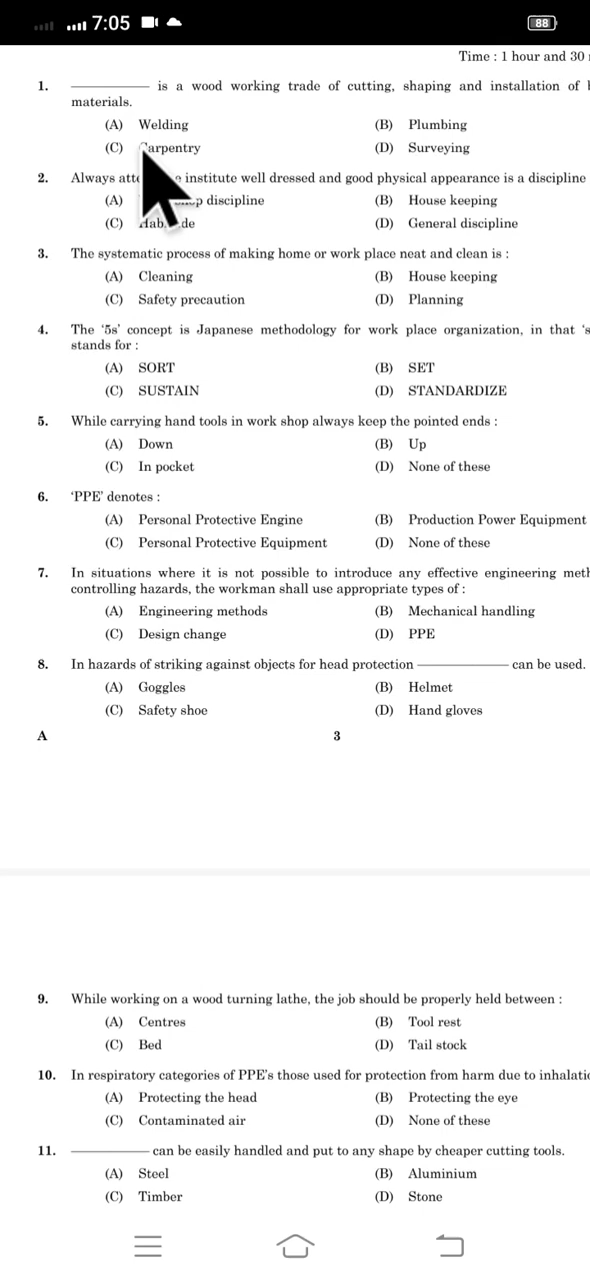 7:05
88
Time : 1 hour and 30
1. is a wood working trade of cutting, shaping and installation of
materials.
(A) Welding (B) Plumbing
(C) Carpentry (D) Surveying
2. Always institute well dressed and good physical appearance is a discipline
(A) discipline (B) House keeping
(C) (D) General discipline
3. The systematic process of making home or work place neat and clean is :
(A) Cleaning (B) House keeping
(C) Safety precaution (D) Planning
4. The ‘5s’ concept is Japanese methodology for work place organization, in that
stands for :
(A) SORT (B) SET
(C) SUSTAIN (D) STANDARDIZE
5. While carrying hand tools in work shop always keep the pointed ends :
(A) Down (B) Up
(C) In pocket (D) None of these
6. ‘PPE’ denotes :
(A) Personal Protective Engine (B) Production Power Equipment
(C) Personal Protective Equipment (D) None of these
7. In situations where it is not possible to introduce any effective engineering
controlling hazards, the workman shall use appropriate types of :
(A) Engineering methods (B) Mechanical handling
(C) Design change (D) PPE
8. In hazards of striking against objects for head protection can be used.
(A) Goggles (B) Helmet
(C) Safety shoe (D) Hand gloves
A 3
9. While working on a wood turning lathe, the job should be properly held between :
(A) Centres (B) Tool rest
(C) Bed (D) Tail stock
10. In respiratory categories of PPE’s those used for protection from harm due to
(A) Protecting the head (B) Protecting the eye
(C) Contaminated air (D) None of these
11. can be easily handled and put to any shape by cheaper cutting tools.
(A) Steel (B) Aluminium
(C) Timber (D) Stone